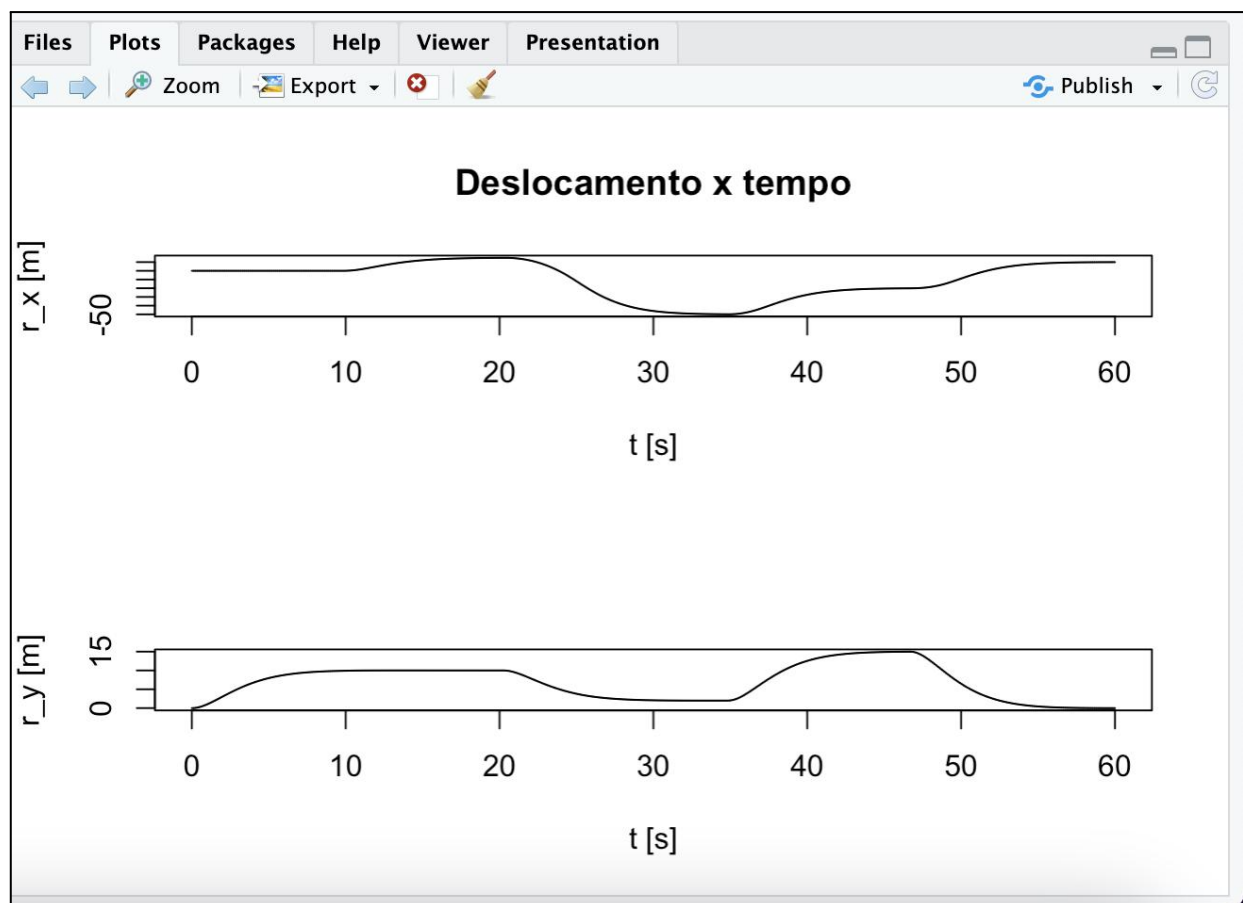 Files Plots Packages Help Viewer Presentation
Zoom Export Publish
Deslocamento x tempo
r_x [m]
-50
0 10 20 30 40 50 60
t [s]
r_y [m]
15
0
0 10 20 30 40 50 60
t [s]